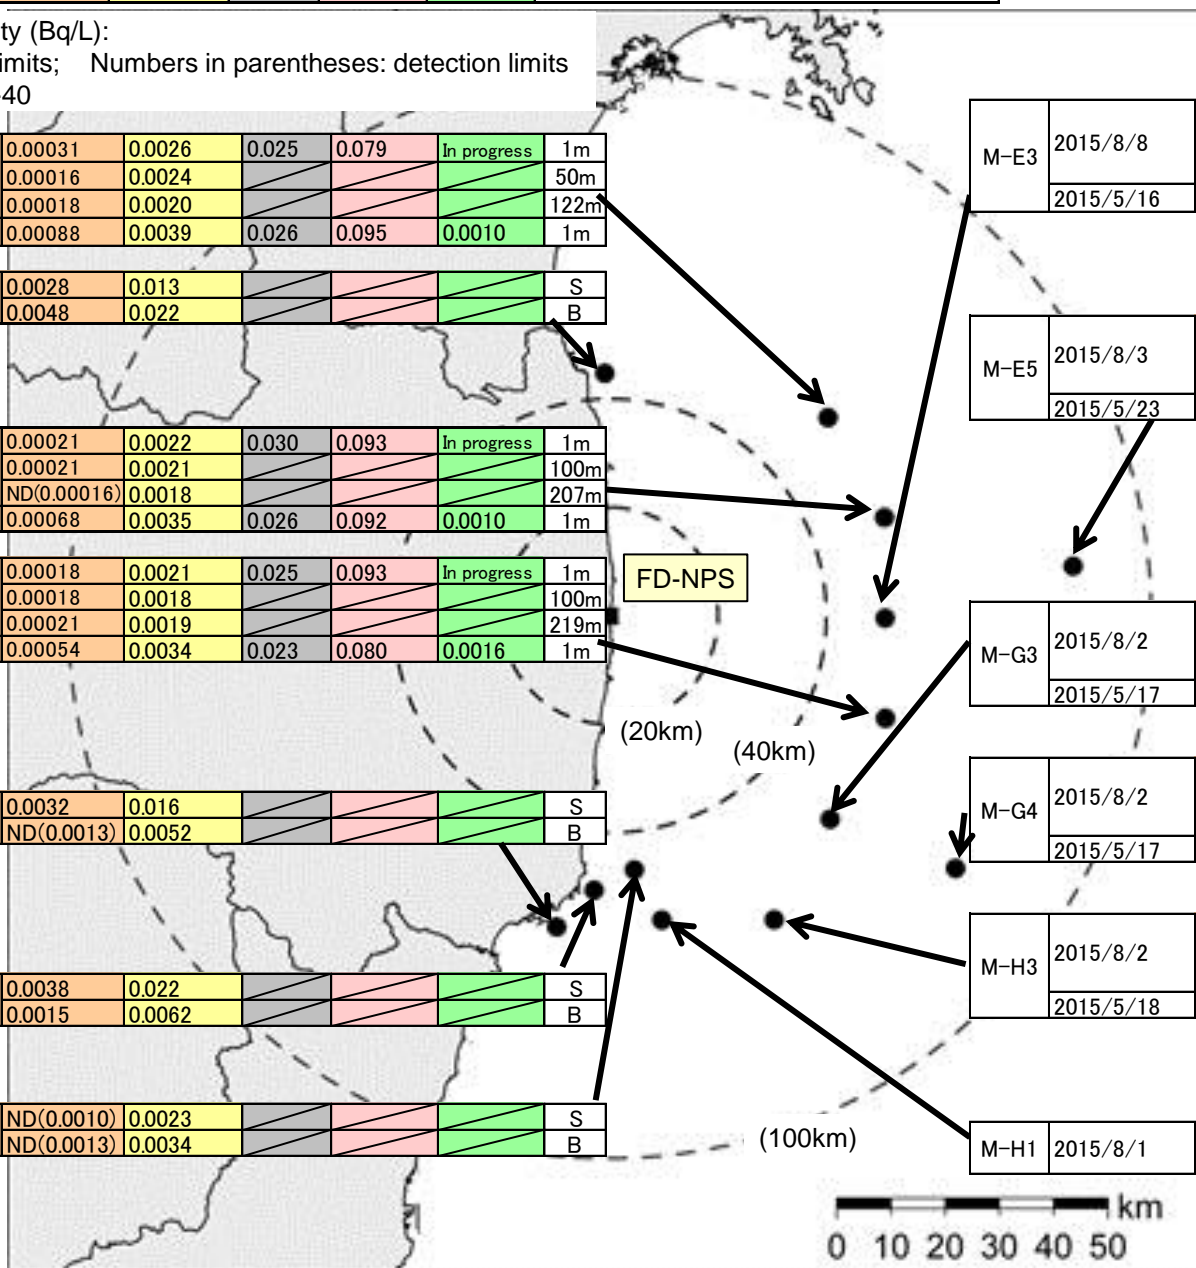 ty (Bq/L):
imits; Numbers in parentheses: detection limits
40
0.00031 0.0026 0.025 0.079 In progress 1m
0.00016 0.0024 50m
0.00018 0.0020 122m
0.00088 0.0039 0.026 0.095 0.0010 1m
0.0028 0.013 S
0.0048 0.022 B
0.00021 0.0022 0.030 0.093 In progress 1m
0.00021 0.0021 100m
ND(0.00016) 0.0018 207m
0.00068 0.0035 0.026 0.092 0.0010 1m
0.00018 0.0021 0.025 0.093 In progress 1m
0.00018 0.0018 100m
0.00021 0.0019 219m
0.00054 0.0034 0.023 0.080 0.0016 1m
0.0032 0.016 S
ND(0.0013) 0.0052 B
0.0038 0.022 S
0.0015 0.0062 B
ND(0.0010) 0.0023 S
ND(0.0013) 0.0034 B
FD-NPS
(20km)
(40km)
(100km)
M-E3 2015/8/8
2015/5/16
M-E5 2015/8/3
2015/5/23
M-G3 2015/8/2
2015/5/17
M-G4 2015/8/2
2015/5/17
M-H3 2015/8/2
2015/5/18
M-H1 2015/8/1
km
0 10 20 30 40 50